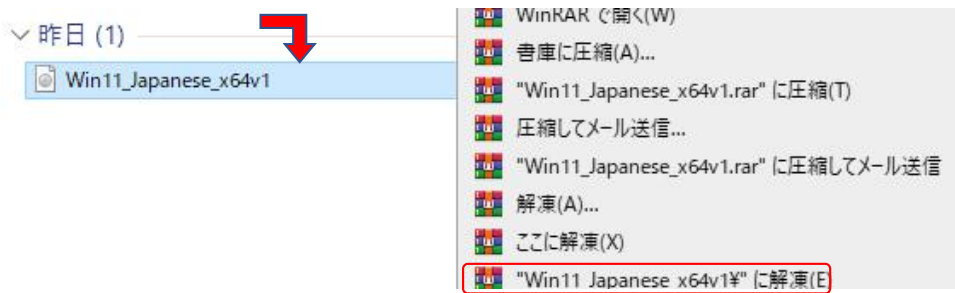 昨日 (1)
Win11_Japanese_x64v1
WinRAR で開く(W)
書庫に圧縮(A)...
"Win11_Japanese_x64v1.rar" に圧縮(T)
圧縮してメール送信...
"Win11_Japanese_x64v1.rar" に圧縮してメール送信
解凍(A)...
ここに解凍(X)
"Win11_Japanese_x64v1¥" に解凍(E)